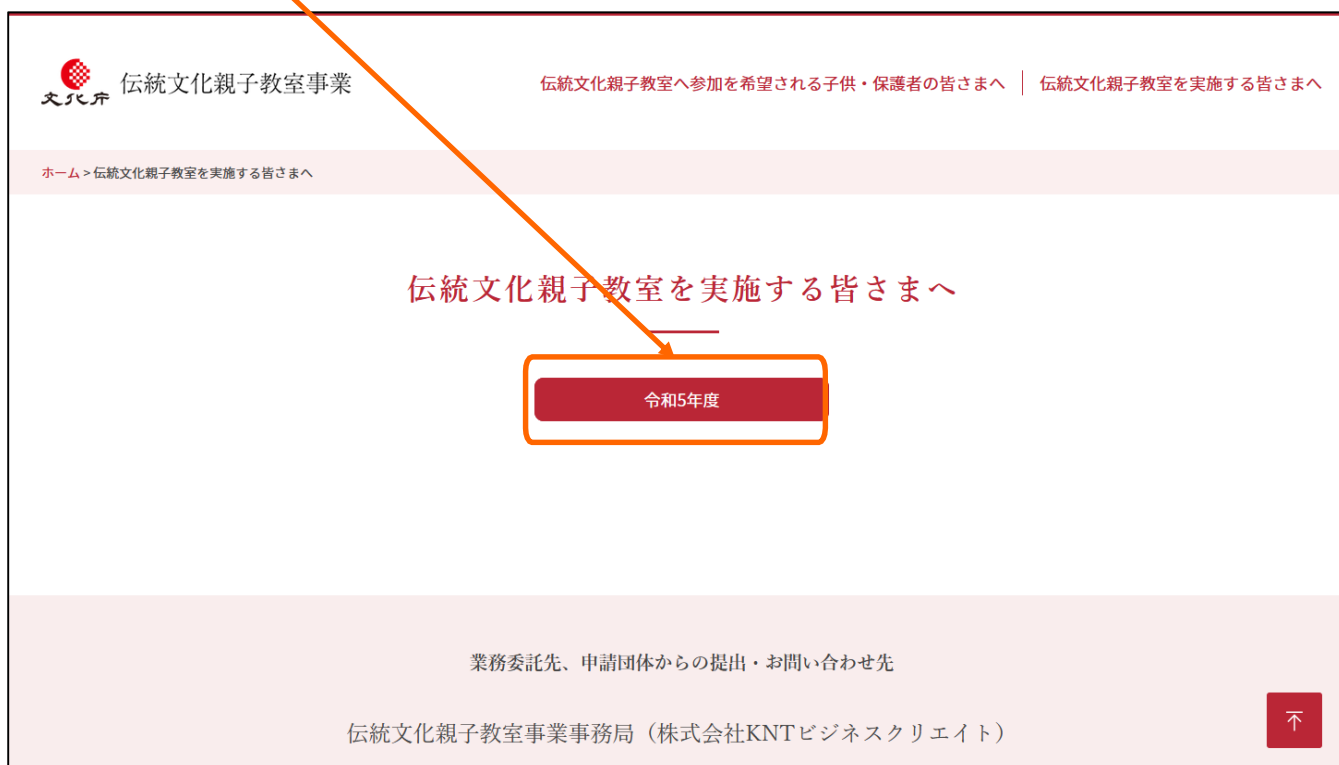 文化庁 伝統文化親子教室事業
伝統文化親子教室へ参加を希望される子供・保護者の皆さまへ
伝統文化親子教室を実施する皆さまへ
ホーム > 伝統文化親子教室を実施する皆さまへ
伝統文化親子教室を実施する皆さまへ
令和5年度
業務委託先、申請団体からの提出・お問い合わせ先
伝統文化親子教室事業事務局（株式会社KNTビジネスクリエイト）